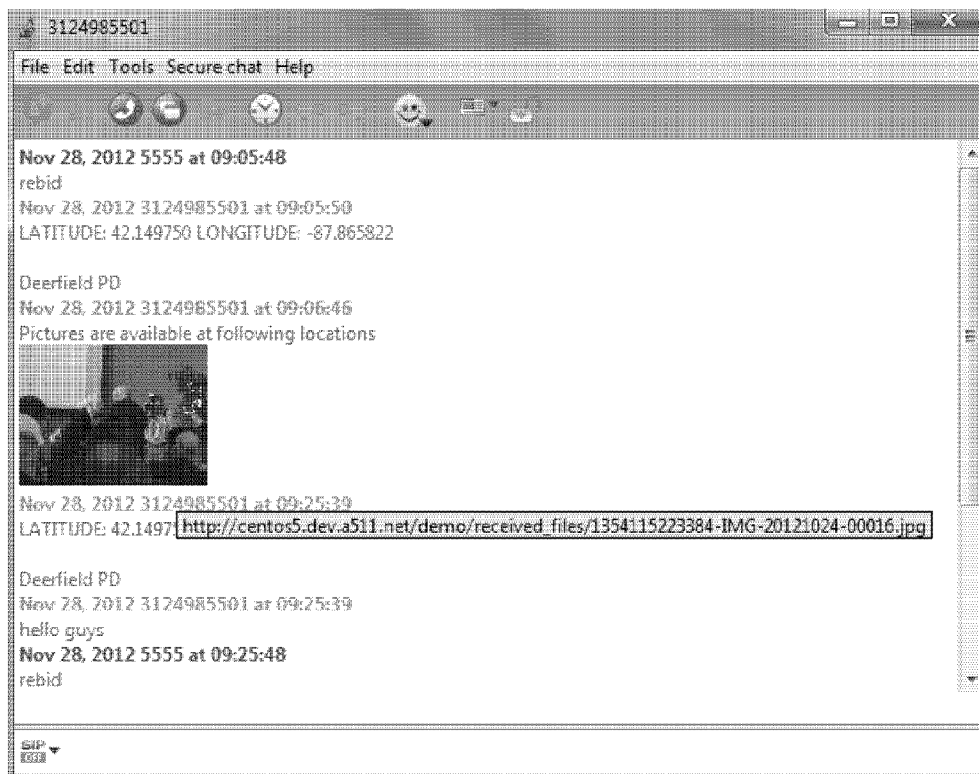 3124985501
File Edit Tools Secure chat Help
Nov 28, 2012 5555 at 09:05:48
rebid
Nov 28, 2012 3124985501 at 09:05:50
LATITUDE: 42.149750 LONGITUDE: -87.865822
Deerfield PD
Nov 28, 2012 3124985501 at 09:06:46
Pictures are available at following locations
Nov 28, 2012 3124985501 at 09:25:39
LATITUDE: 42.1497
http://centos5.dev.a511.net/demo/received_files/1354115223384-IMG-20121024-00016.jpg
Deerfield PD
Nov 28, 2012 3124985501 at 09:25:39
hello guys
Nov 28, 2012 5555 at 09:25:48
rebid
SIP